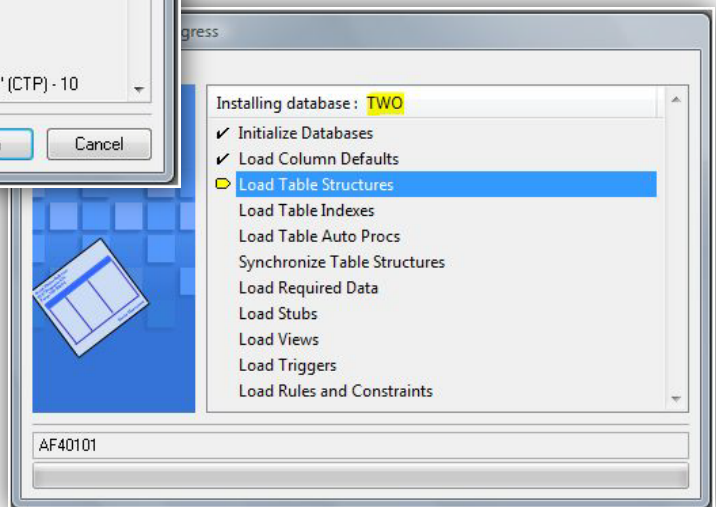 gress
' (CTP) - 10
Cancel
Installing database : TWO
Initialize Databases
Load Column Defaults
Load Table Structures
Load Table Indexes
Load Table Auto Procs
Synchronize Table Structures
Load Required Data
Load Stubs
Load Views
Load Triggers
Load Rules and Constraints
AF40101